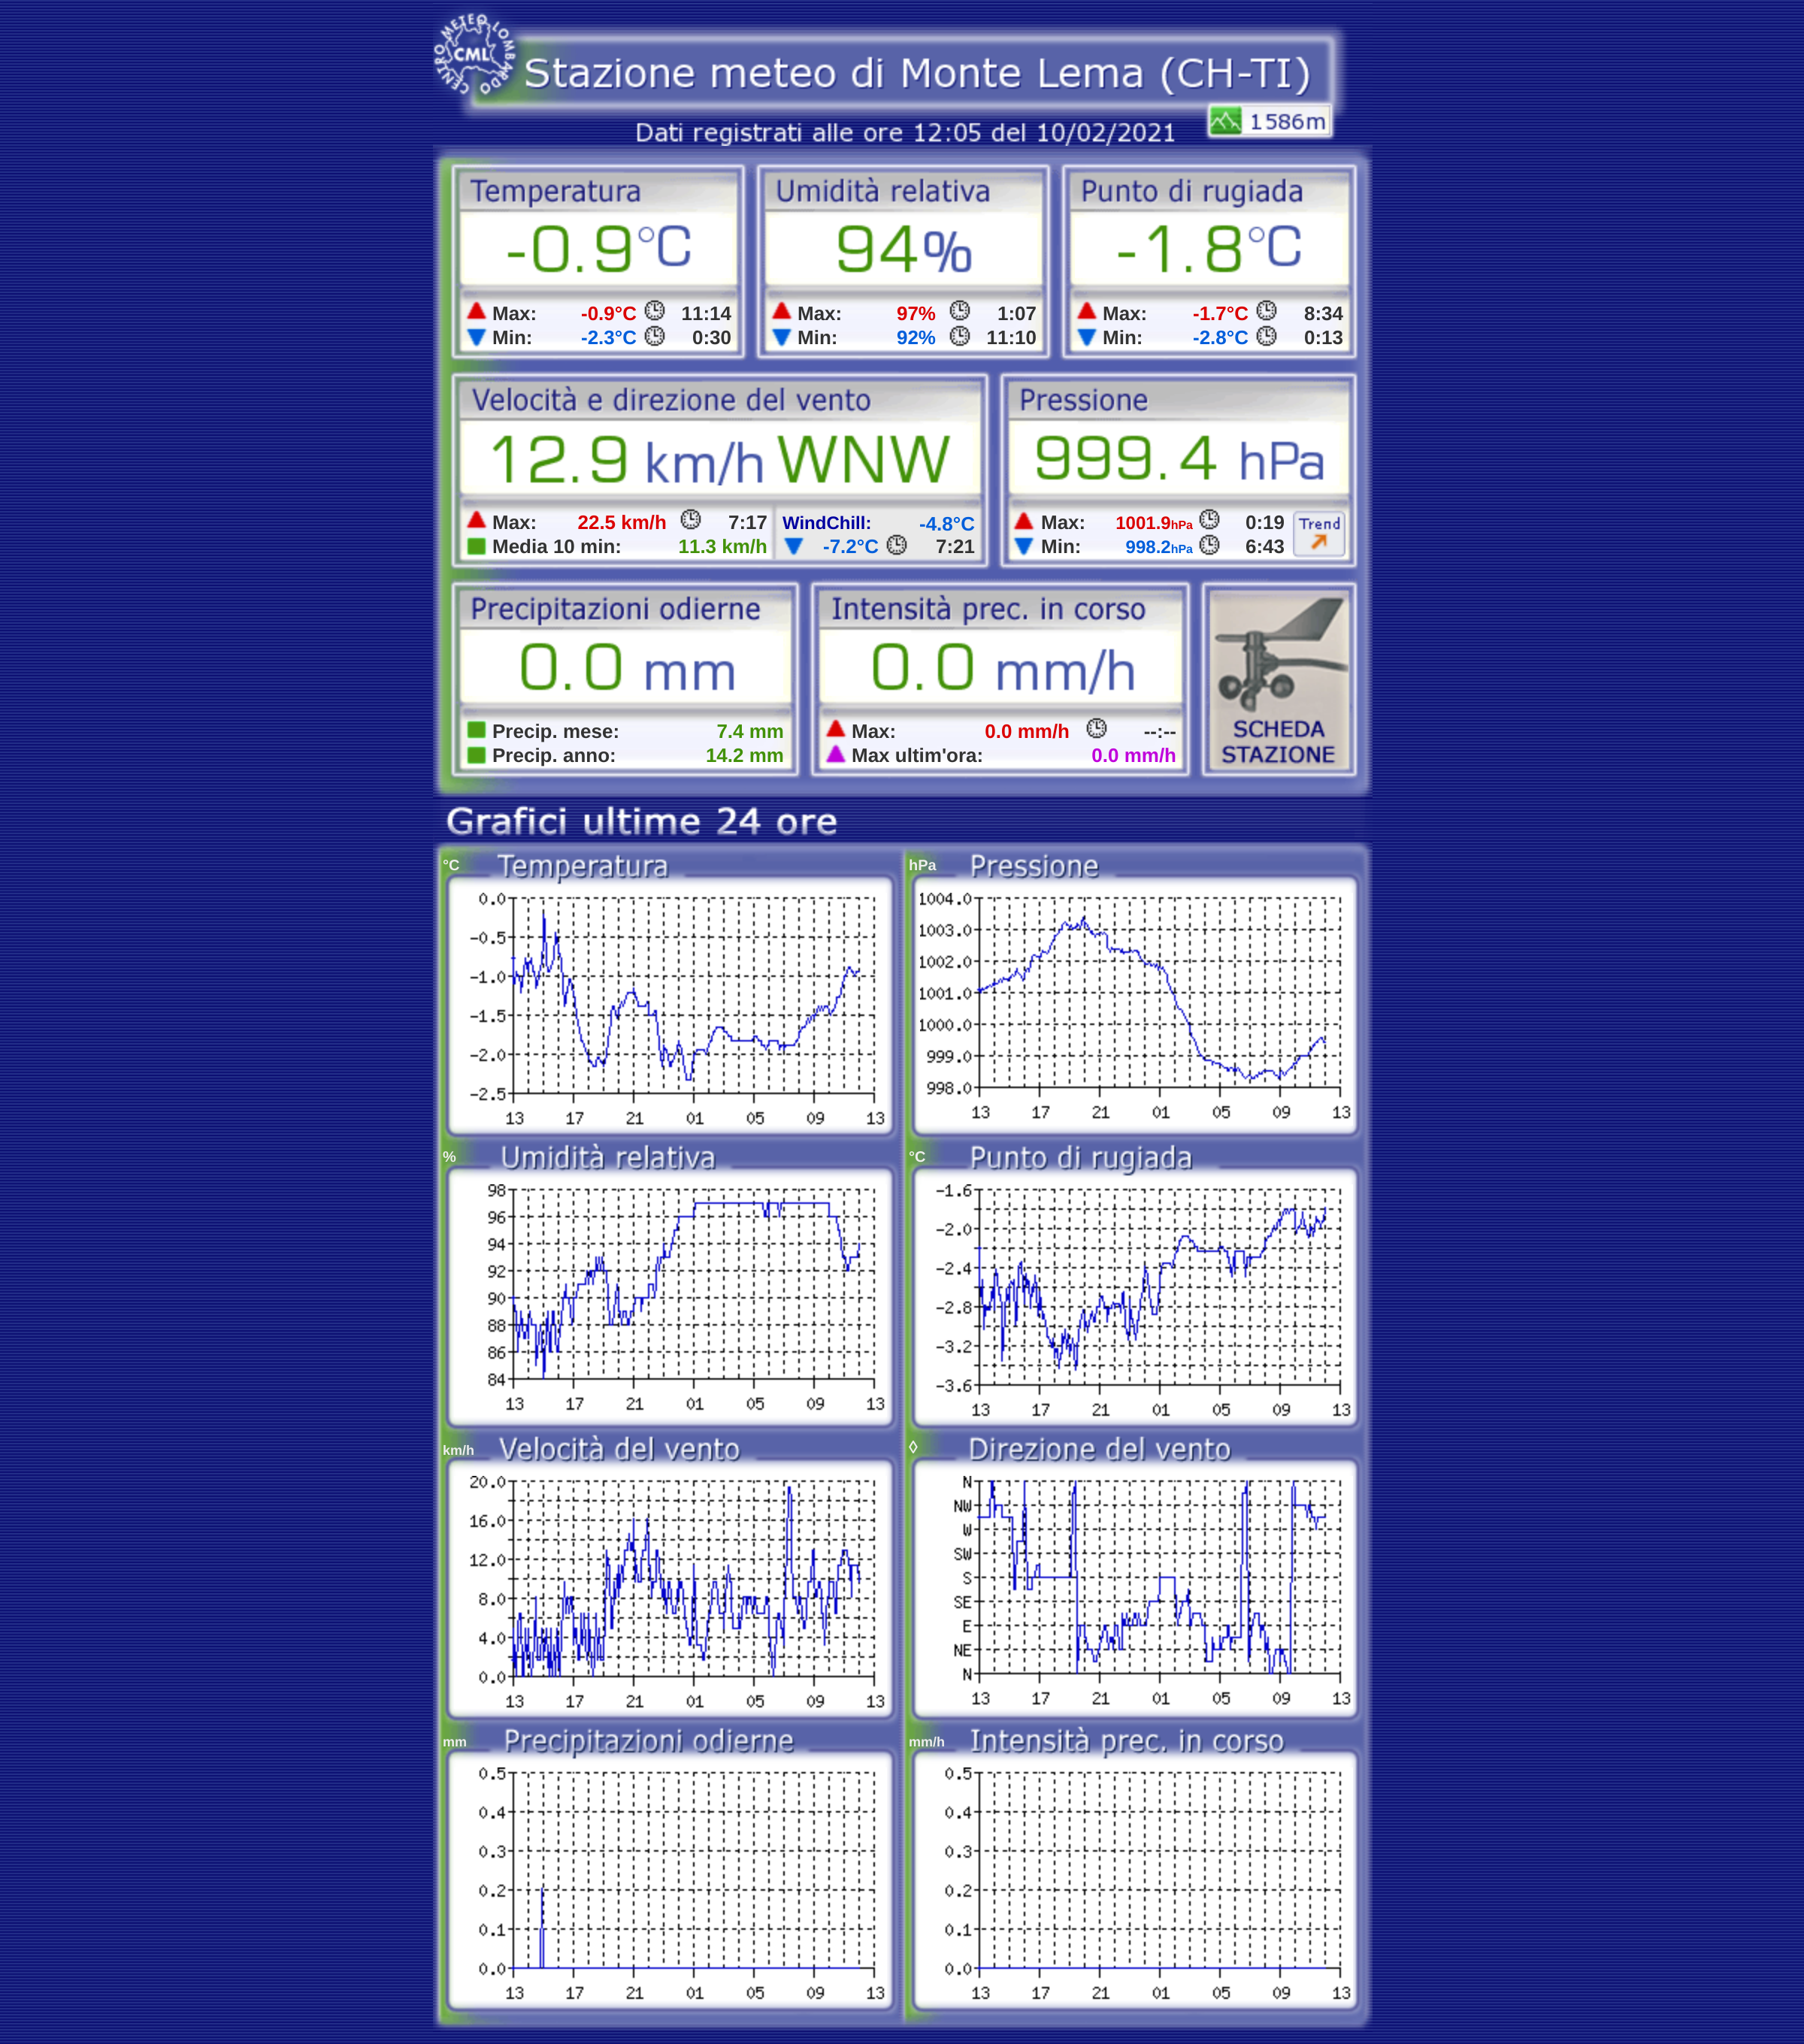 CENTRO METEO LOMBARDO
CML
Stazione meteo di Monte Lema (CH-TI)
1586m
Dati registrati alle ore 12:05 del 10/02/2021
Temperatura
-0.9°C
Max: -0.9°C 11:14
Min: -2.3°C 0:30
Umidità relativa
94%
Max: 97% 1:07
Min: 92% 11:10
Punto di rugiada
-1.8°C
Max: -1.7°C 8:34
Min: -2.8°C 0:13
Velocità e direzione del vento
12.9 km/h WNW
Max: 22.5 km/h 7:17
Media 10 min: 11.3 km/h
WindChill: -4.8°C
-7.2°C 7:21
Pressione
999.4 hPa
Max: 1001.9hPa 0:19
Min: 998.2hPa 6:43
Trend
Precipitazioni odierne
0.0 mm
Precip. mese: 7.4 mm
Precip. anno: 14.2 mm
Intensità prec. in corso
0.0 mm/h
Max: 0.0 mm/h --:--
Max ultim'ora: 0.0 mm/h
SCHEDA
STAZIONE
Grafici ultime 24 ore
°C Temperatura
0.0
-0.5
-1.0
-1.5
-2.0
-2.5
13 17 21 01 05 09 13
hPa Pressione
1004.0
1003.0
1002.0
1001.0
1000.0
999.0
998.0
13 17 21 01 05 09 13
% Umidità relativa
98
96
94
92
90
88
86
84
13 17 21 01 05 09 13
°C Punto di rugiada
-1.6
-2.0
-2.4
-2.8
-3.2
-3.6
13 17 21 01 05 09 13
km/h Velocità del vento
20.0
16.0
12.0
8.0
4.0
0.0
13 17 21 01 05 09 13
◊ Direzione del vento
N
NW
W
SW
S
SE
E
NE
N
13 17 21 01 05 09 13
mm Precipitazioni odierne
0.5
0.4
0.3
0.2
0.1
0.0
13 17 21 01 05 09 13
mm/h Intensità prec. in corso
0.5
0.4
0.3
0.2
0.1
0.0
13 17 21 01 05 09 13